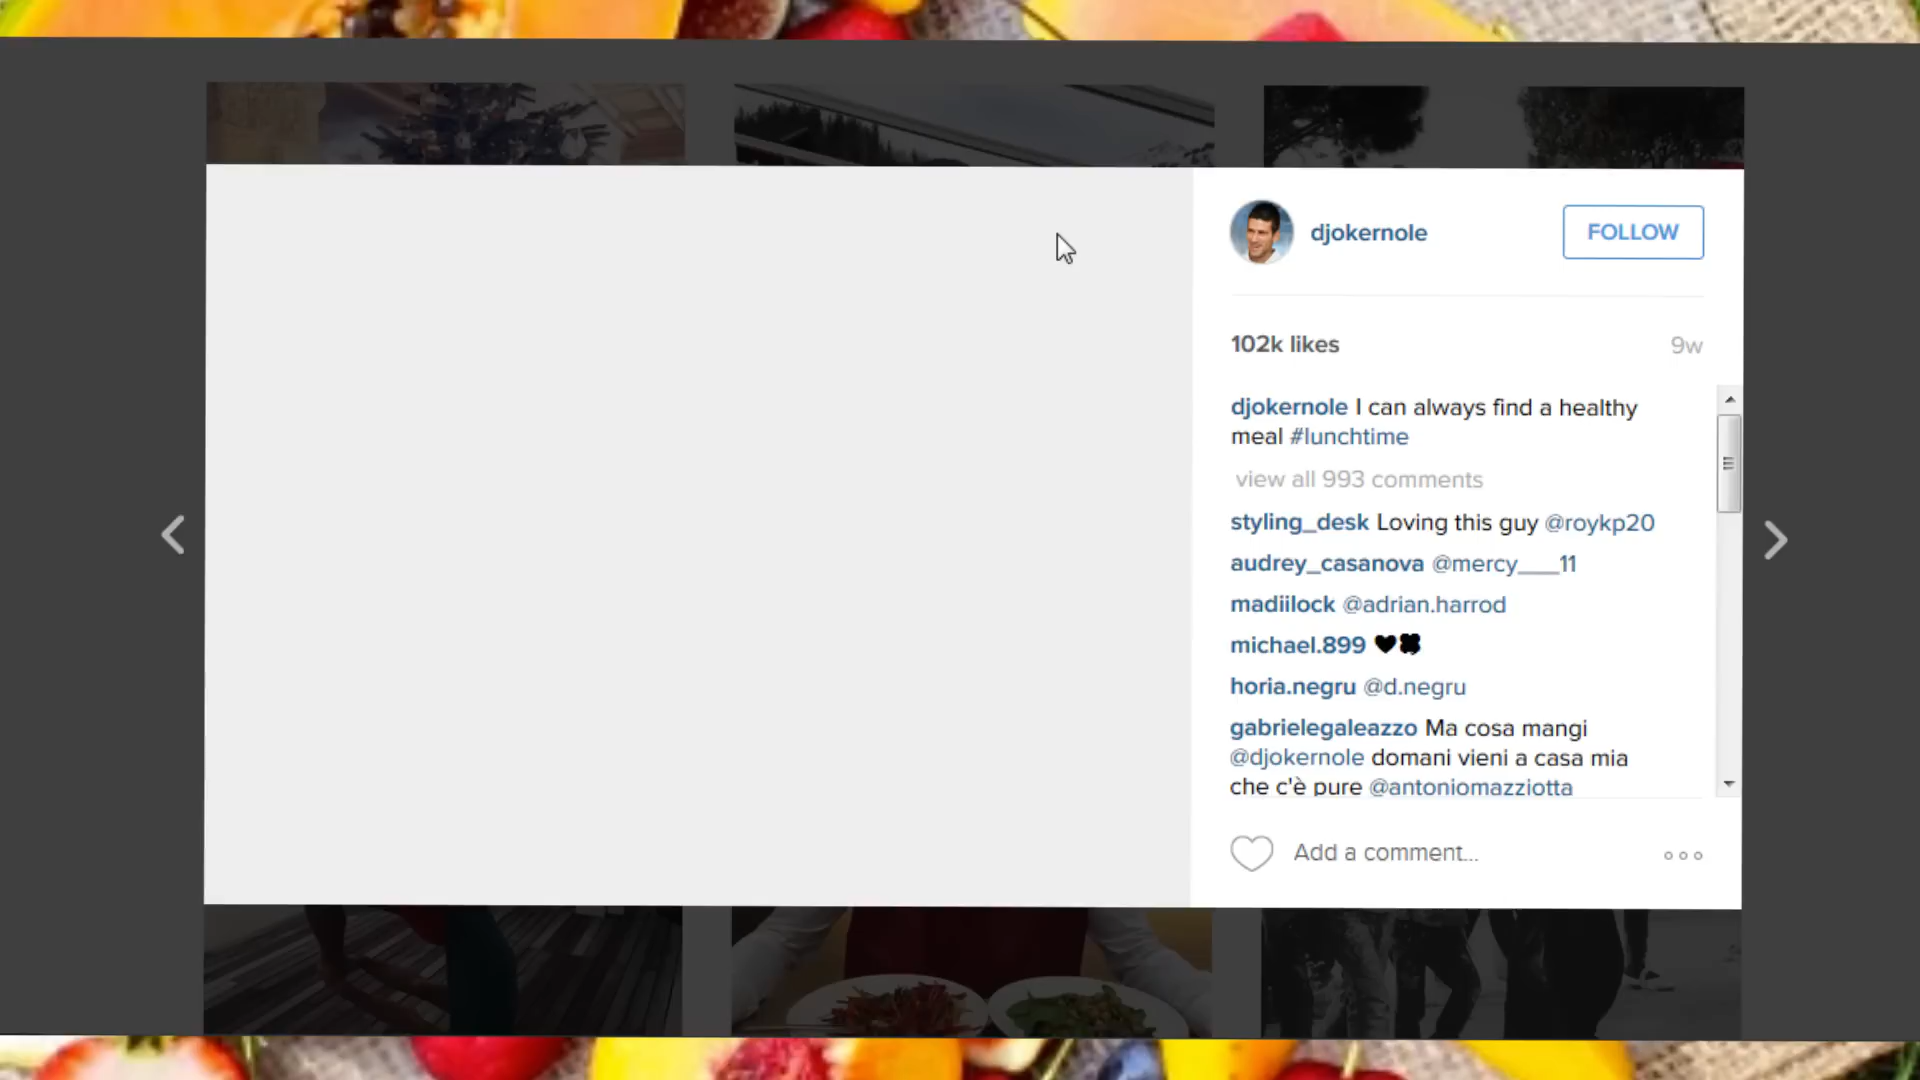 djokernole
FOLLOW
102k likes
9w
djokernole I can always find a healthy
meal #lunchtime
view all 993 comments
styling_desk Loving this guy @roykp20
audrey_casanova @mercy___11
madiilock @adrian.harrod
michael.899 🖤🍀
horia.negru @d.negru
gabrielegaleazzo Ma cosa mangi
@djokernole domani vieni a casa mia
che c'è pure @antoniomazziotta
Add a comment...